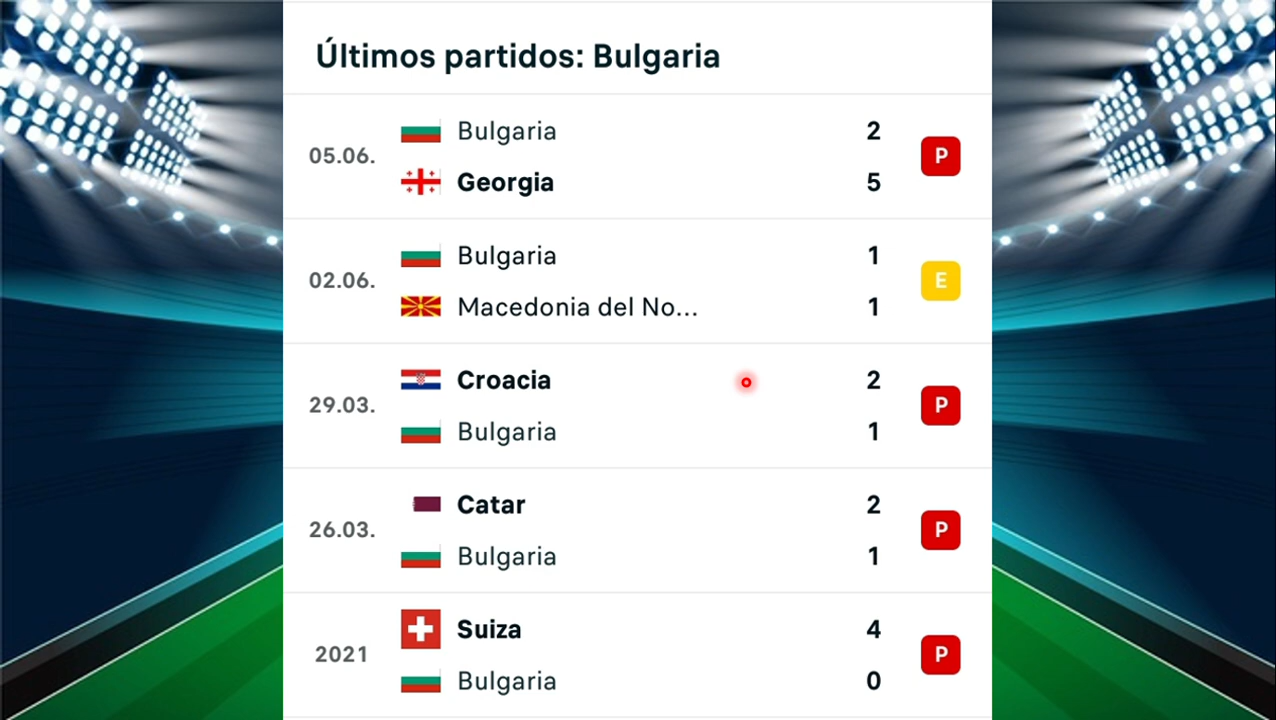 Últimos partidos: Bulgaria
05.06.
Bulgaria 2
Georgia 5
P
02.06.
Bulgaria 1
Macedonia del No... 1
E
29.03.
Croacia 2
Bulgaria 1
P
26.03.
Catar 2
Bulgaria 1
P
2021
Suiza 4
Bulgaria 0
P